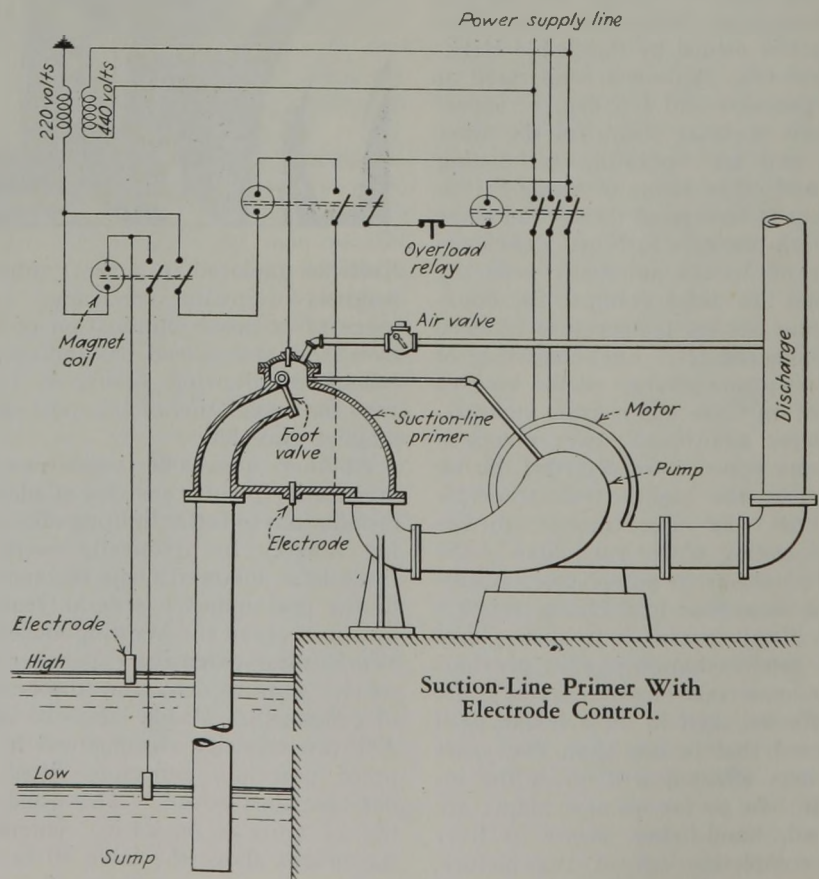 Power supply line
220 volts
440 volts
Overload
relay
Magnet
coil
Air valve
Discharge
Motor
Suction-line
primer
Foot
valve
Pump
Electrode
Electrode
High
Suction-Line Primer With
Electrode Control.
Low
Sump